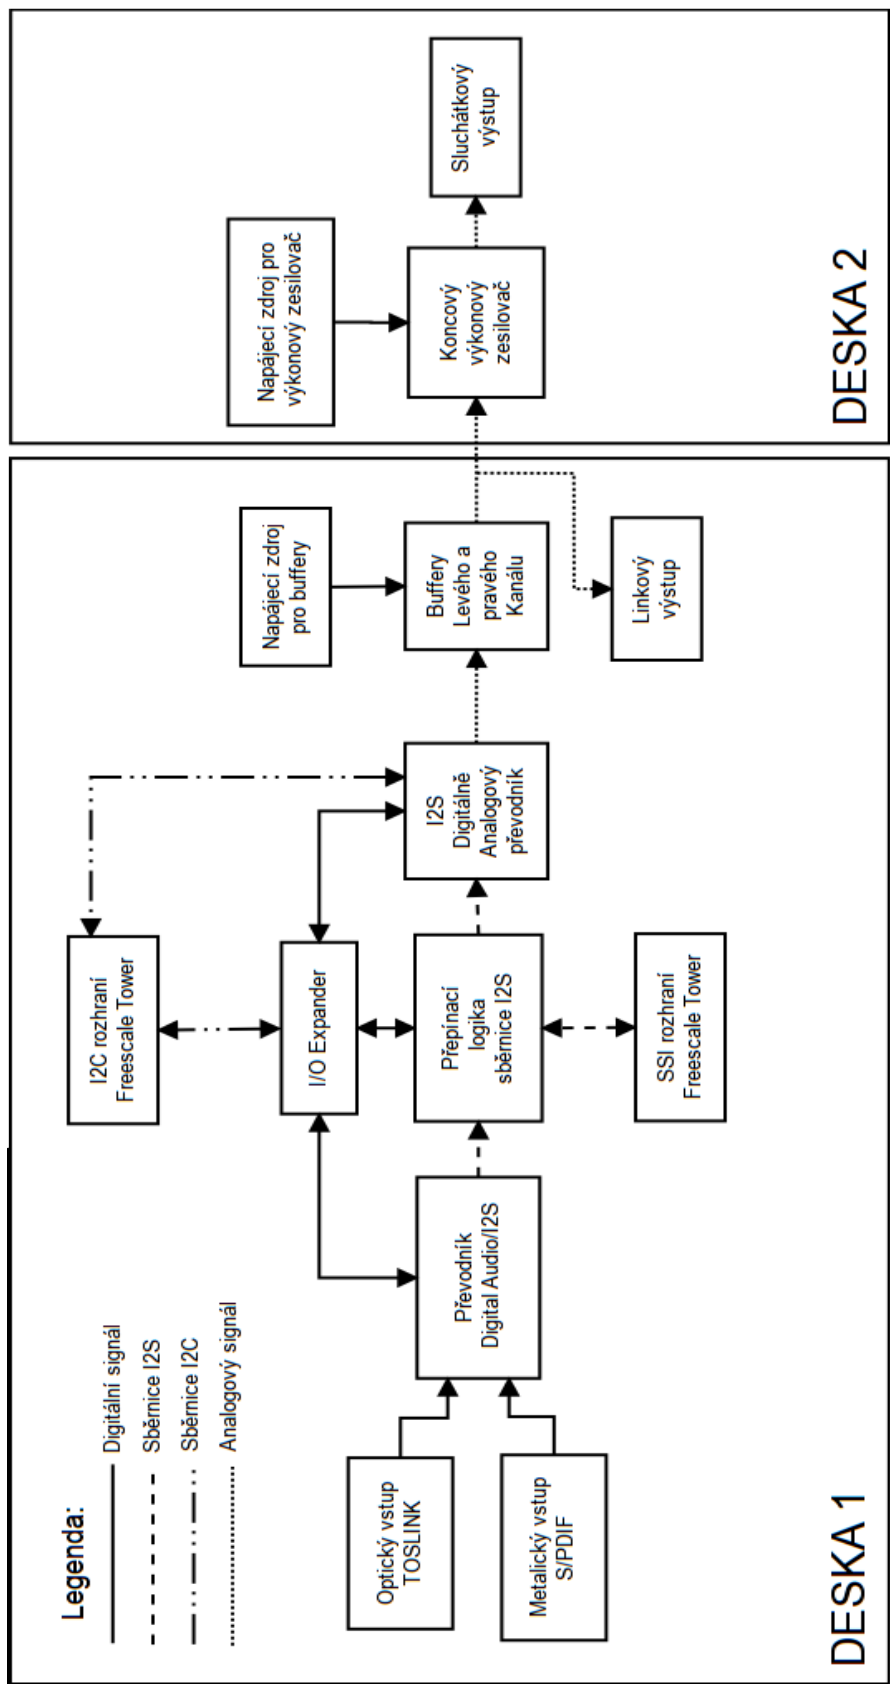 Legenda:
Digitální signál
Sběrnice I2S
Sběrnice I2C
Analogový signál
Optický vstup
TOSLINK
Metalický vstup
S/PDIF
Převodník
Digital Audio/I2S
I2C rozhraní
Freescale Tower
I/O Expander
Přepínací
logika
sběrnice I2S
SSI rozhraní
Freescale Tower
I2S
Digitálně
Analogový
převodník
Napájecí zdroj
pro buffery
Buffery
Levého a
pravého
Kanálu
Linkový
výstup
DESKA 1
Napájecí zdroj pro
výkonový zesilovač
Koncový
výkonový
zesilovač
Sluchátkový
výstup
DESKA 2